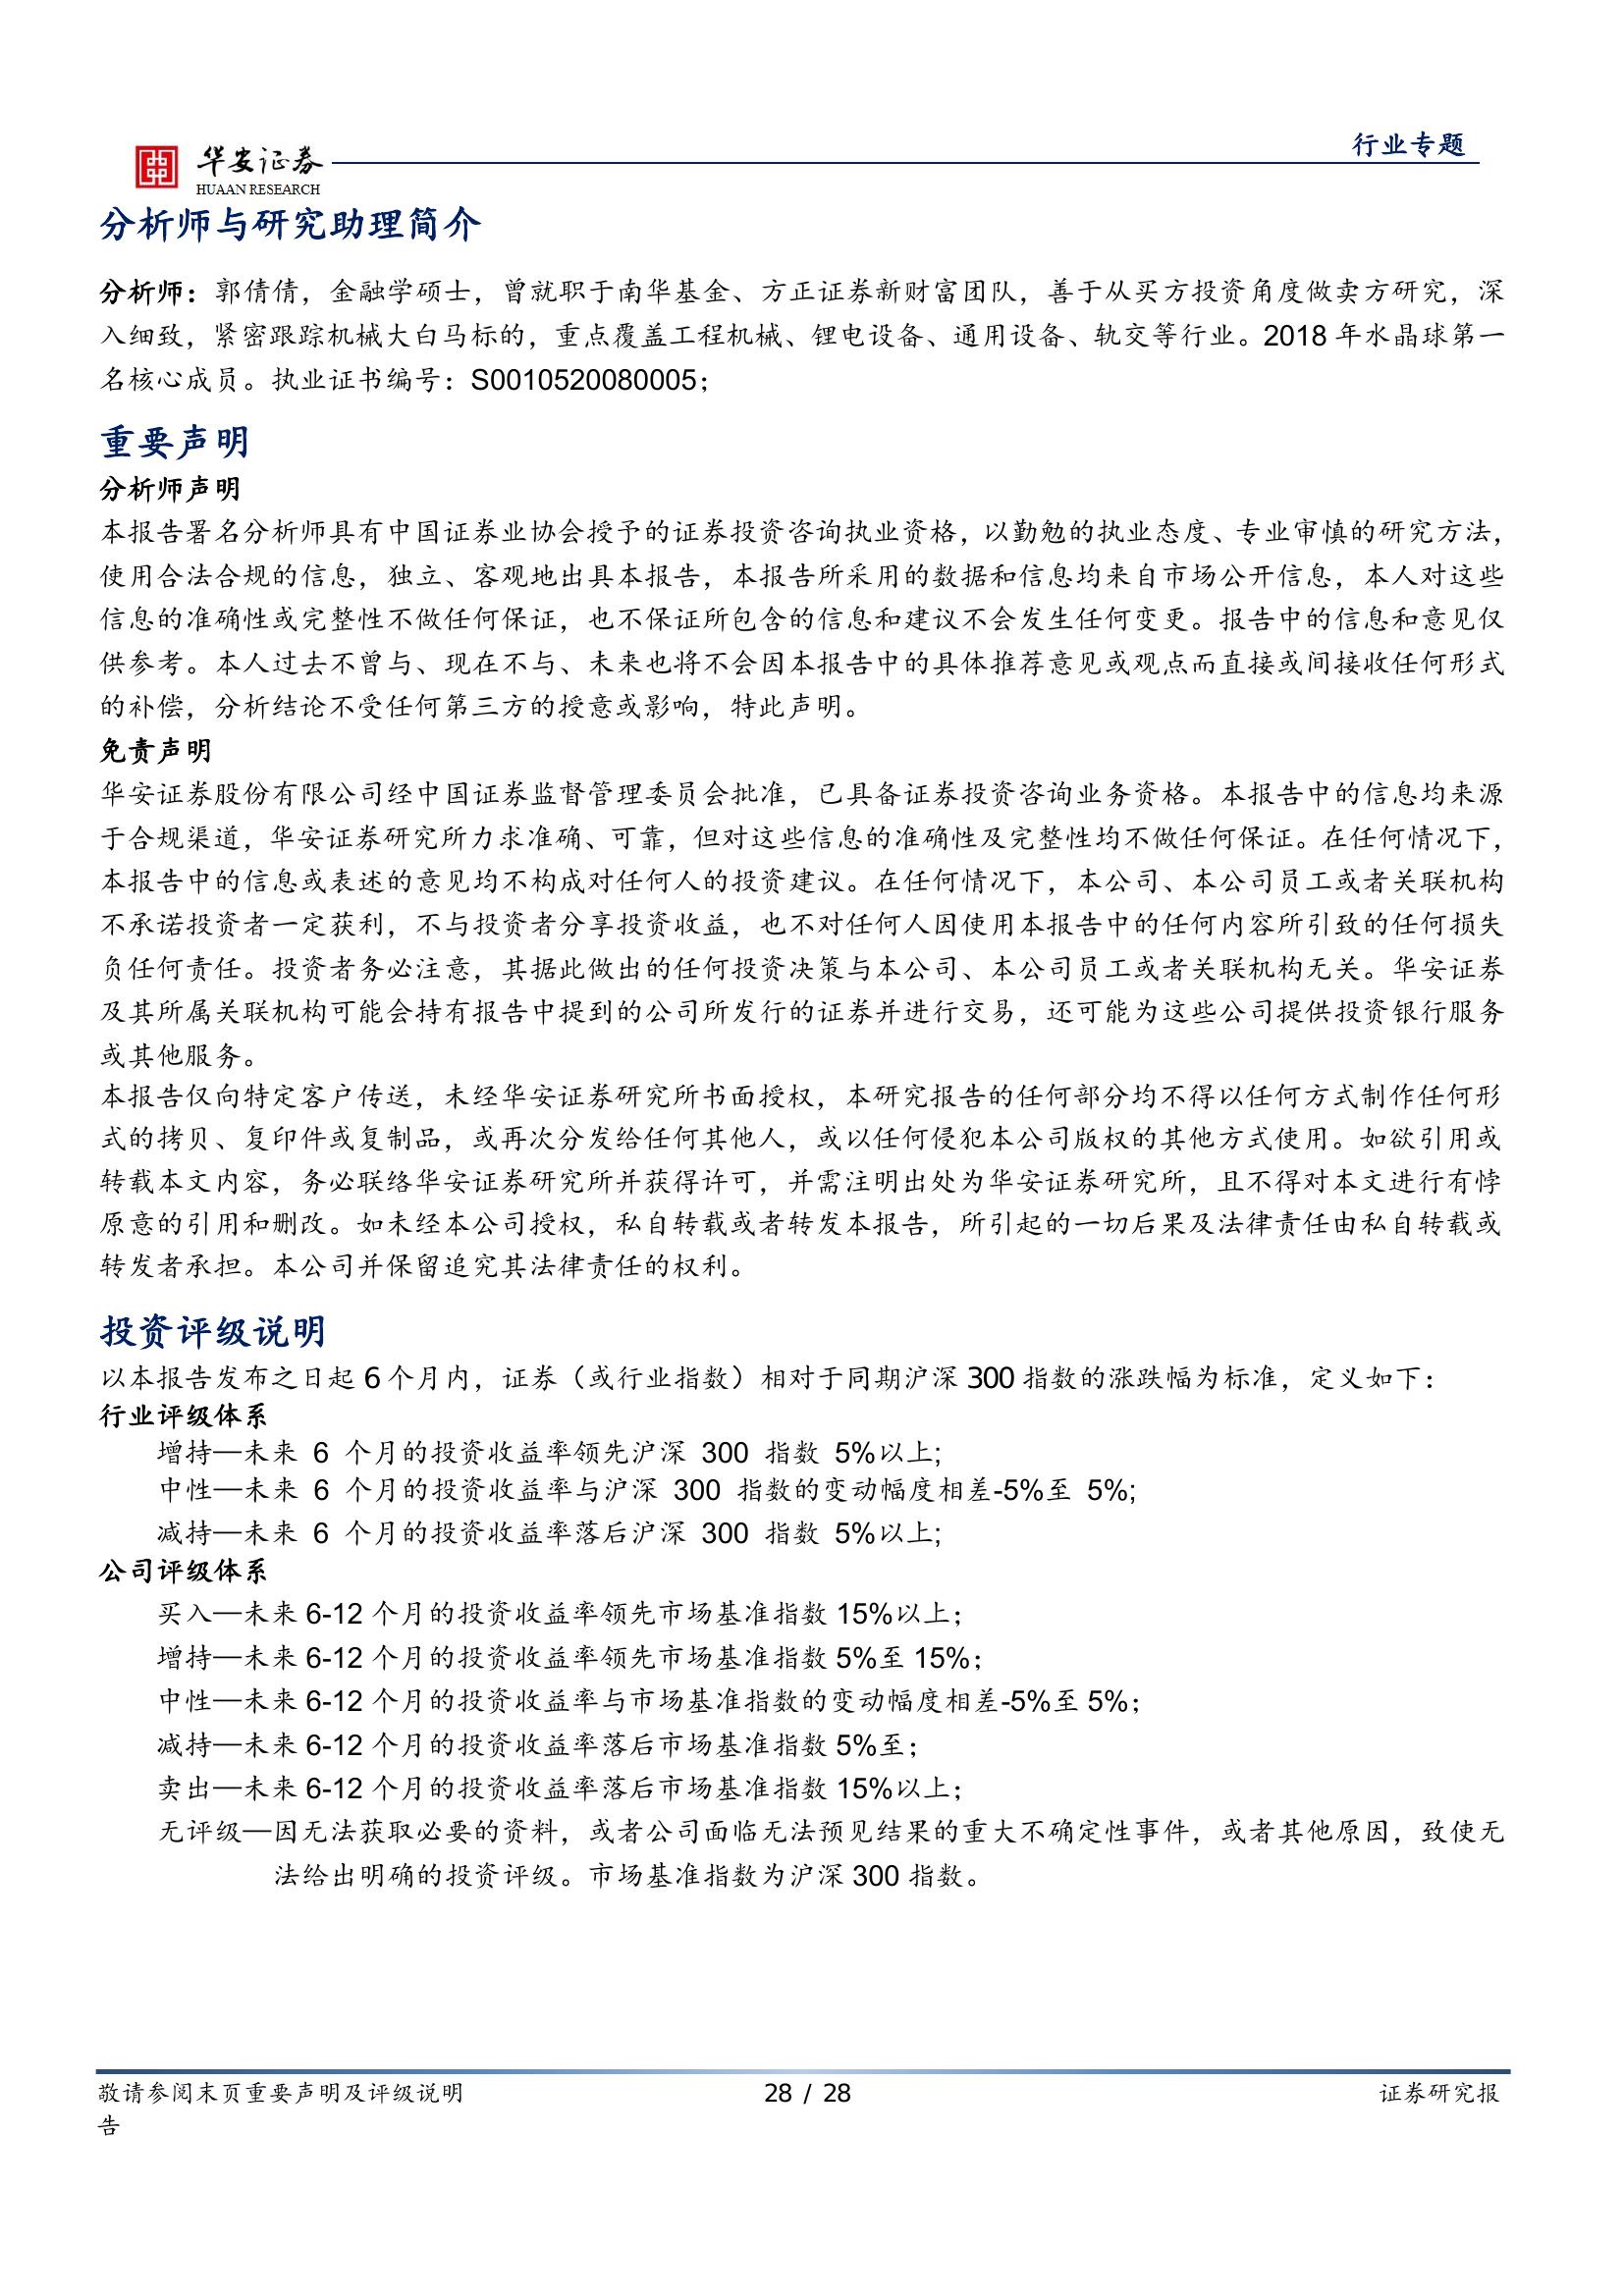 华安证券
HUAAN RESEARCH
行业专题
分析师与研究助理简介
分析师：郭倩倩，金融学硕士，曾就职于南华基金、方正证券新财富团队，善于从买方投资角度做卖方研究，深
入细致，紧密跟踪机械大白马标的，重点覆盖工程机械、锂电设备、通用设备、轨交等行业。2018 年水晶球第一
名核心成员。执业证书编号：S0010520080005；
重要声明
分析师声明
本报告署名分析师具有中国证券业协会授予的证券投资咨询执业资格，以勤勉的执业态度、专业审慎的研究方法，
使用合法合规的信息，独立、客观地出具本报告，本报告所采用的数据和信息均来自市场公开信息，本人对这些
信息的准确性或完整性不做任何保证，也不保证所包含的信息和建议不会发生任何变更。报告中的信息和意见仅
供参考。本人过去不曾与、现在不与、未来也将不会因本报告中的具体推荐意见或观点而直接或间接收任何形式
的补偿，分析结论不受任何第三方的授意或影响，特此声明。
免责声明
华安证券股份有限公司经中国证券监督管理委员会批准，已具备证券投资咨询业务资格。本报告中的信息均来源
于合规渠道，华安证券研究所力求准确、可靠，但对这些信息的准确性及完整性均不做任何保证。在任何情况下，
本报告中的信息或表述的意见均不构成对任何人的投资建议。在任何情况下，本公司、本公司员工或者关联机构
不承诺投资者一定获利，不与投资者分享投资收益，也不对任何人因使用本报告中的任何内容所引致的任何损失
负任何责任。投资者务必注意，其据此做出的任何投资决策与本公司、本公司员工或者关联机构无关。华安证券
及其所属关联机构可能会持有报告中提到的公司所发行的证券并进行交易，还可能为这些公司提供投资银行服务
或其他服务。
本报告仅向特定客户传送，未经华安证券研究所书面授权，本研究报告的任何部分均不得以任何方式制作任何形
式的拷贝、复印件或复制品，或再次分发给任何其他人，或以任何侵犯本公司版权的其他方式使用。如欲引用或
转载本文内容，务必联络华安证券研究所并获得许可，并需注明出处为华安证券研究所，且不得对本文进行有悖
原意的引用和删改。如未经本公司授权，私自转载或者转发本报告，所引起的一切后果及法律责任由私自转载或
转发者承担。本公司并保留追究其法律责任的权利。
投资评级说明
以本报告发布之日起 6 个月内，证券（或行业指数）相对于同期沪深 300 指数的涨跌幅为标准，定义如下：
行业评级体系
增持—未来 6 个月的投资收益率领先沪深 300 指数 5%以上;
中性—未来 6 个月的投资收益率与沪深 300 指数的变动幅度相差-5%至 5%;
减持—未来 6 个月的投资收益率落后沪深 300 指数 5%以上;
公司评级体系
买入—未来 6-12 个月的投资收益率领先市场基准指数 15%以上；
增持—未来 6-12 个月的投资收益率领先市场基准指数 5%至 15%；
中性—未来 6-12 个月的投资收益率与市场基准指数的变动幅度相差-5%至 5%；
减持—未来 6-12 个月的投资收益率落后市场基准指数 5%至；
卖出—未来 6-12 个月的投资收益率落后市场基准指数 15%以上；
无评级—因无法获取必要的资料，或者公司面临无法预见结果的重大不确定性事件，或者其他原因，致使无
法给出明确的投资评级。市场基准指数为沪深 300 指数。
敬请参阅末页重要声明及评级说明 28 / 28 证券研究报
告